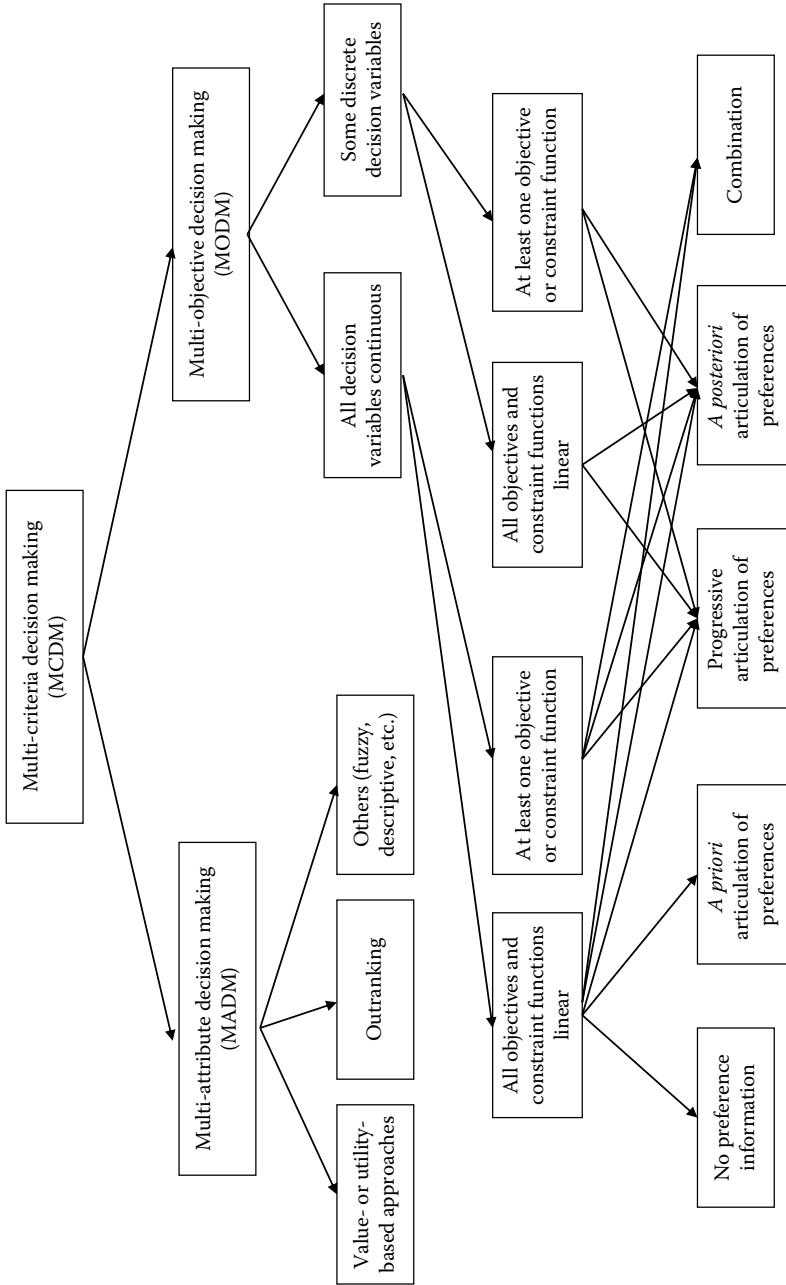 Multi-criteria decision making
(MCDM)
Multi-attribute decision making
(MADM)
Multi-objective decision making
(MODM)
Value- or utility-
based approaches
Outranking
Others (fuzzy,
descriptive, etc.)
All decision
variables continuous
Some discrete
decision variables
All objectives and
constraint functions
linear
At least one objective
or constraint function
All objectives and
constraint functions
linear
At least one objective
or constraint function
No preference
information
A priori
articulation of
preferences
Progressive
articulation of
preferences
A posteriori
articulation of
preferences
Combination